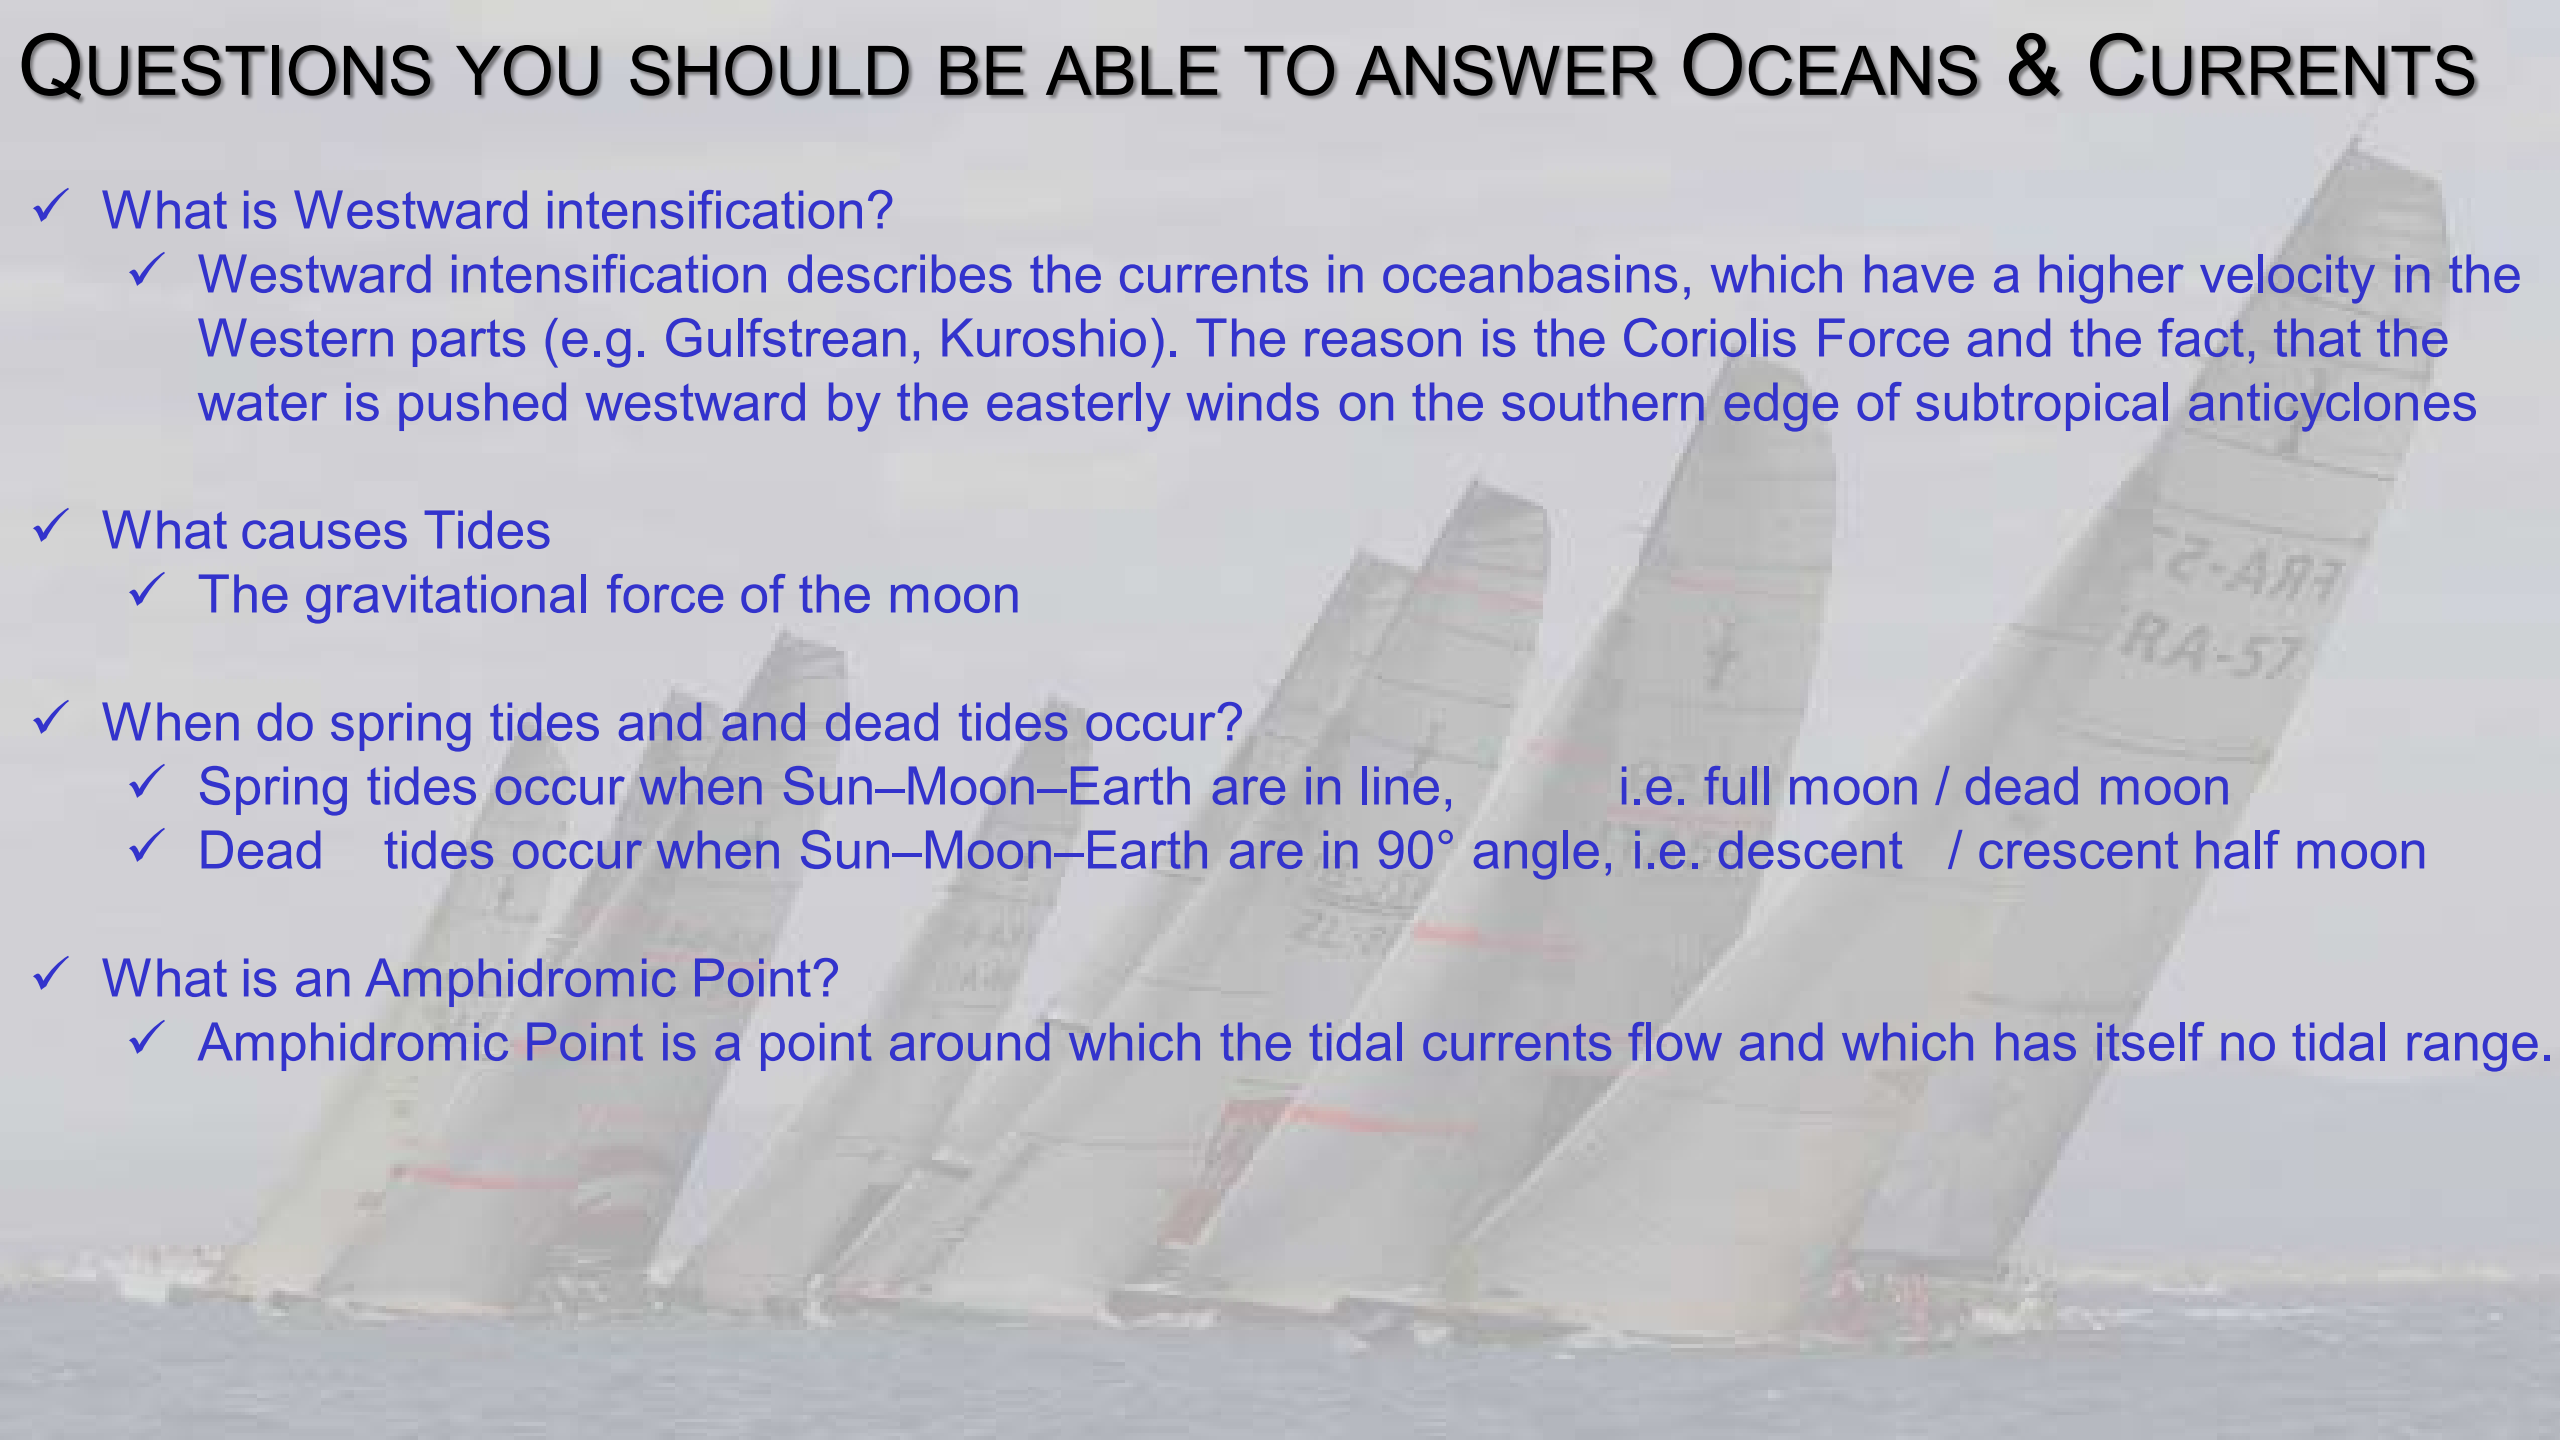 QUESTIONS YOU SHOULD BE ABLE TO ANSWER OCEANS & CURRENTS
✓ What is Westward intensification?
✓ Westward intensification describes the currents in oceanbasins, which have a higher velocity in the
Western parts (e.g. Gulfstrean, Kuroshio). The reason is the Coriolis Force and the fact, that the
water is pushed westward by the easterly winds on the southern edge of subtropical anticyclones
✓ What causes Tides
✓ The gravitational force of the moon
✓ When do spring tides and and dead tides occur?
✓ Spring tides occur when Sun–Moon–Earth are in line, i.e. full moon / dead moon
✓ Dead tides occur when Sun–Moon–Earth are in 90° angle, i.e. descent / crescent half moon
✓ What is an Amphidromic Point?
✓ Amphidromic Point is a point around which the tidal currents flow and which has itself no tidal range.
RA-57